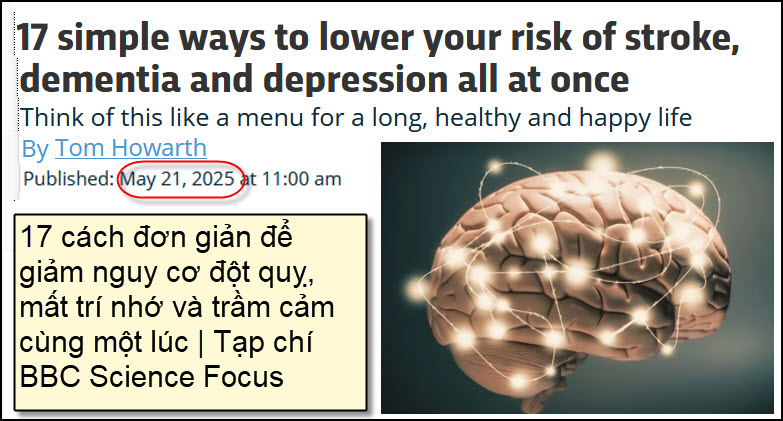 17 simple ways to lower your risk of stroke,
dementia and depression all at once
Think of this like a menu for a long, healthy and happy life
By Tom Howarth
Published: May 21, 2025 at 11:00 am
17 cách đơn giản để
giảm nguy cơ đột quỵ,
mất trí nhớ và trầm cảm
cùng một lúc | Tạp chí
BBC Science Focus